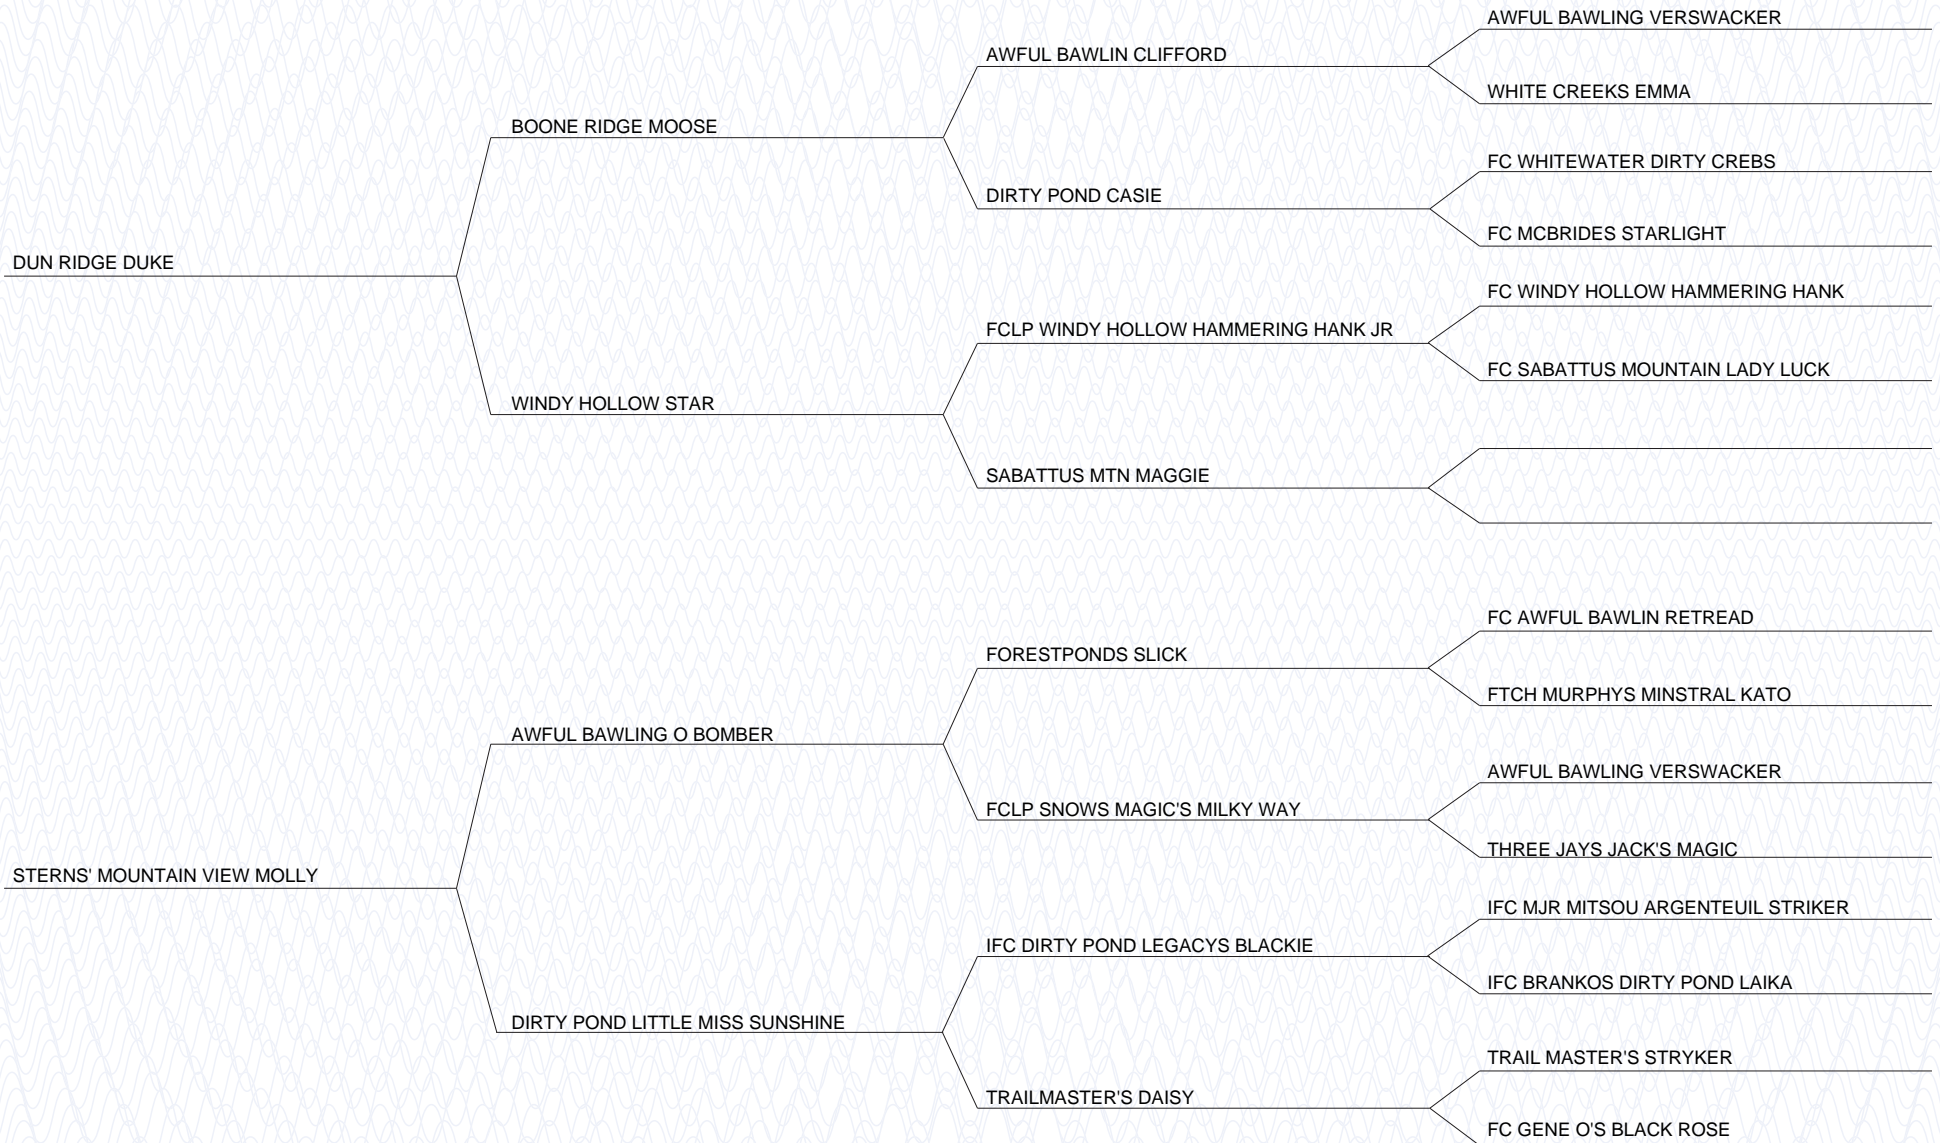 AWFUL BAWLING VERSWACKER
AWFUL BAWLIN CLIFFORD
WHITE CREEKS EMMA
BOONE RIDGE MOOSE
FC WHITEWATER DIRTY CREBS
DIRTY POND CASIE
FC MCBRIDES STARLIGHT
DUN RIDGE DUKE
FC WINDY HOLLOW HAMMERING HANK
FCLP WINDY HOLLOW HAMMERING HANK JR
FC SABATTUS MOUNTAIN LADY LUCK
WINDY HOLLOW STAR
SABATTUS MTN MAGGIE
FC AWFUL BAWLIN RETREAD
FORESTPONDS SLICK
FTCH MURPHYS MINSTRAL KATO
AWFUL BAWLING O BOMBER
AWFUL BAWLING VERSWACKER
FCLP SNOWS MAGIC'S MILKY WAY
THREE JAYS JACK'S MAGIC
STERNS' MOUNTAIN VIEW MOLLY
IFC MJR MITSOU ARGENTEUIL STRIKER
IFC DIRTY POND LEGACYS BLACKIE
IFC BRANKOS DIRTY POND LAIKA
DIRTY POND LITTLE MISS SUNSHINE
TRAIL MASTER'S STRYKER
TRAILMASTER'S DAISY
FC GENE O'S BLACK ROSE